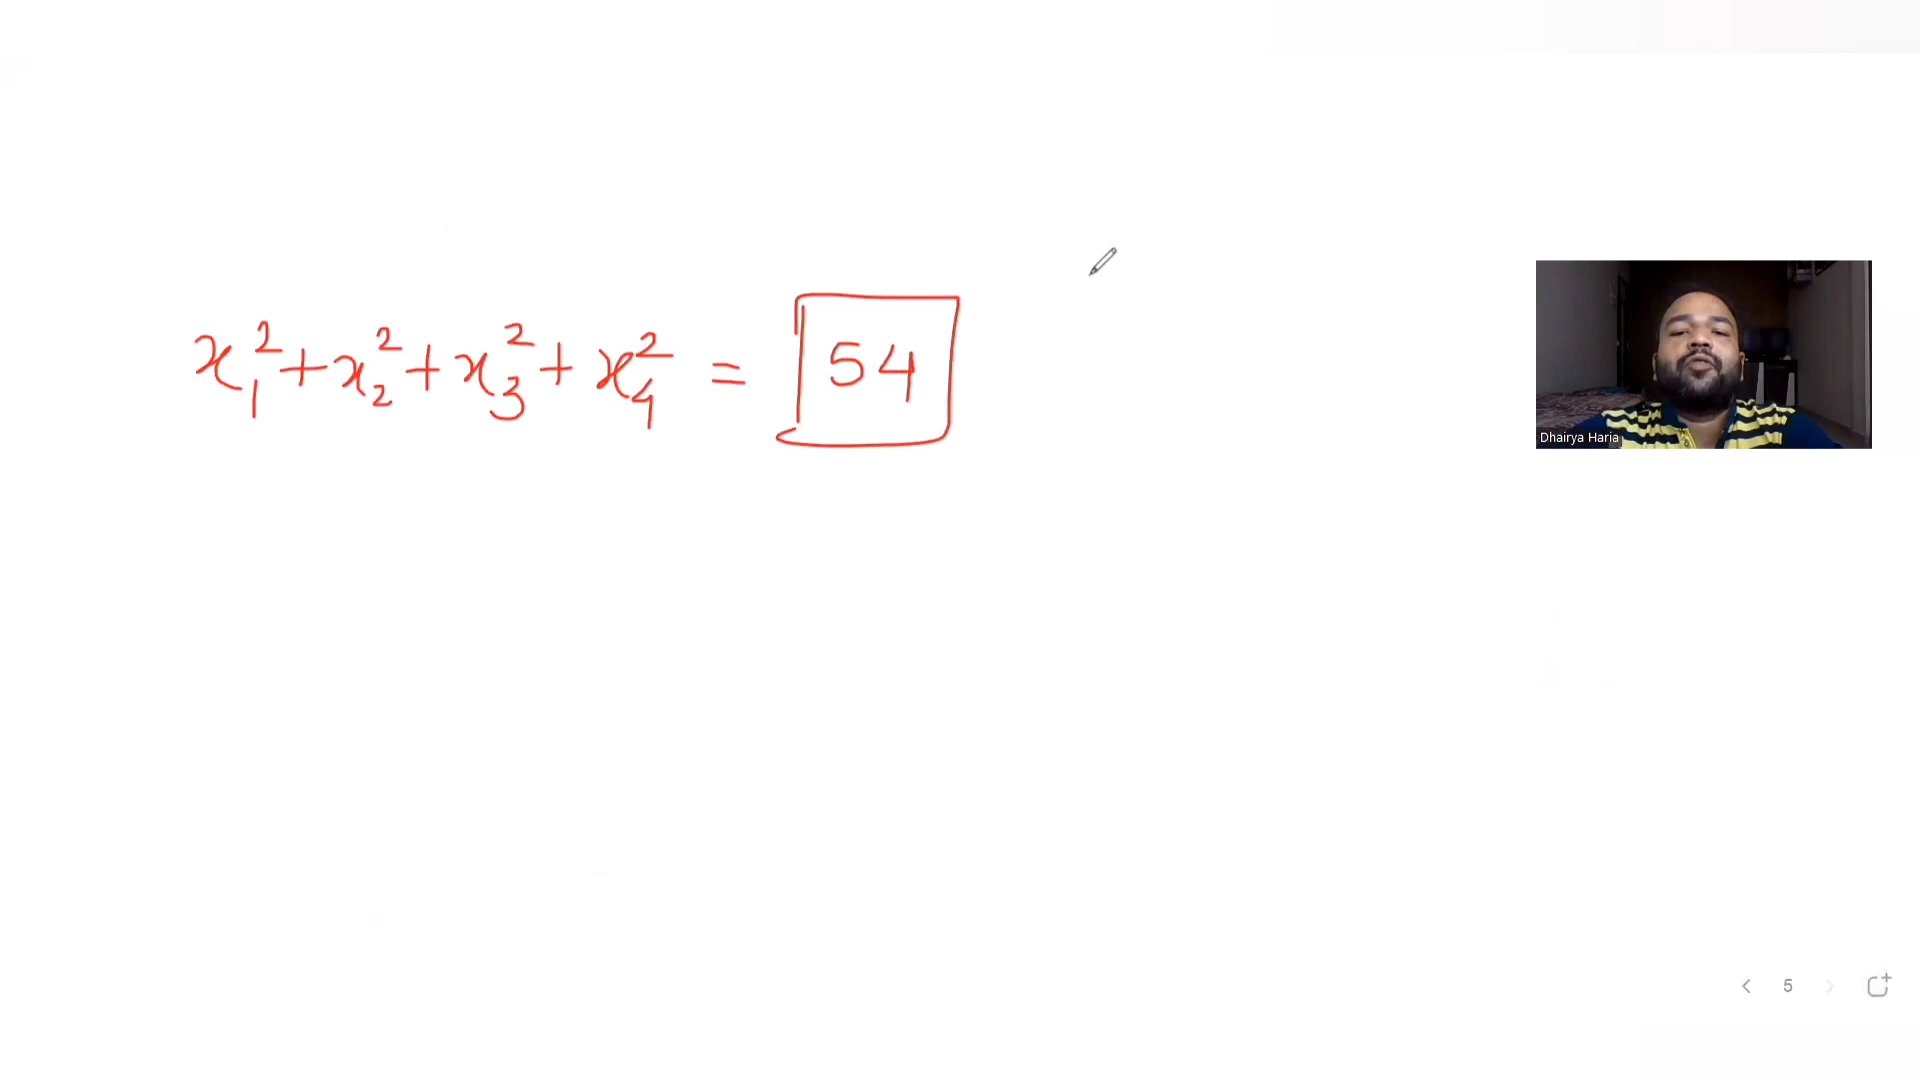 x₁² + x₂² + x₃² + x₄² = 54
Dhairya Haria
5